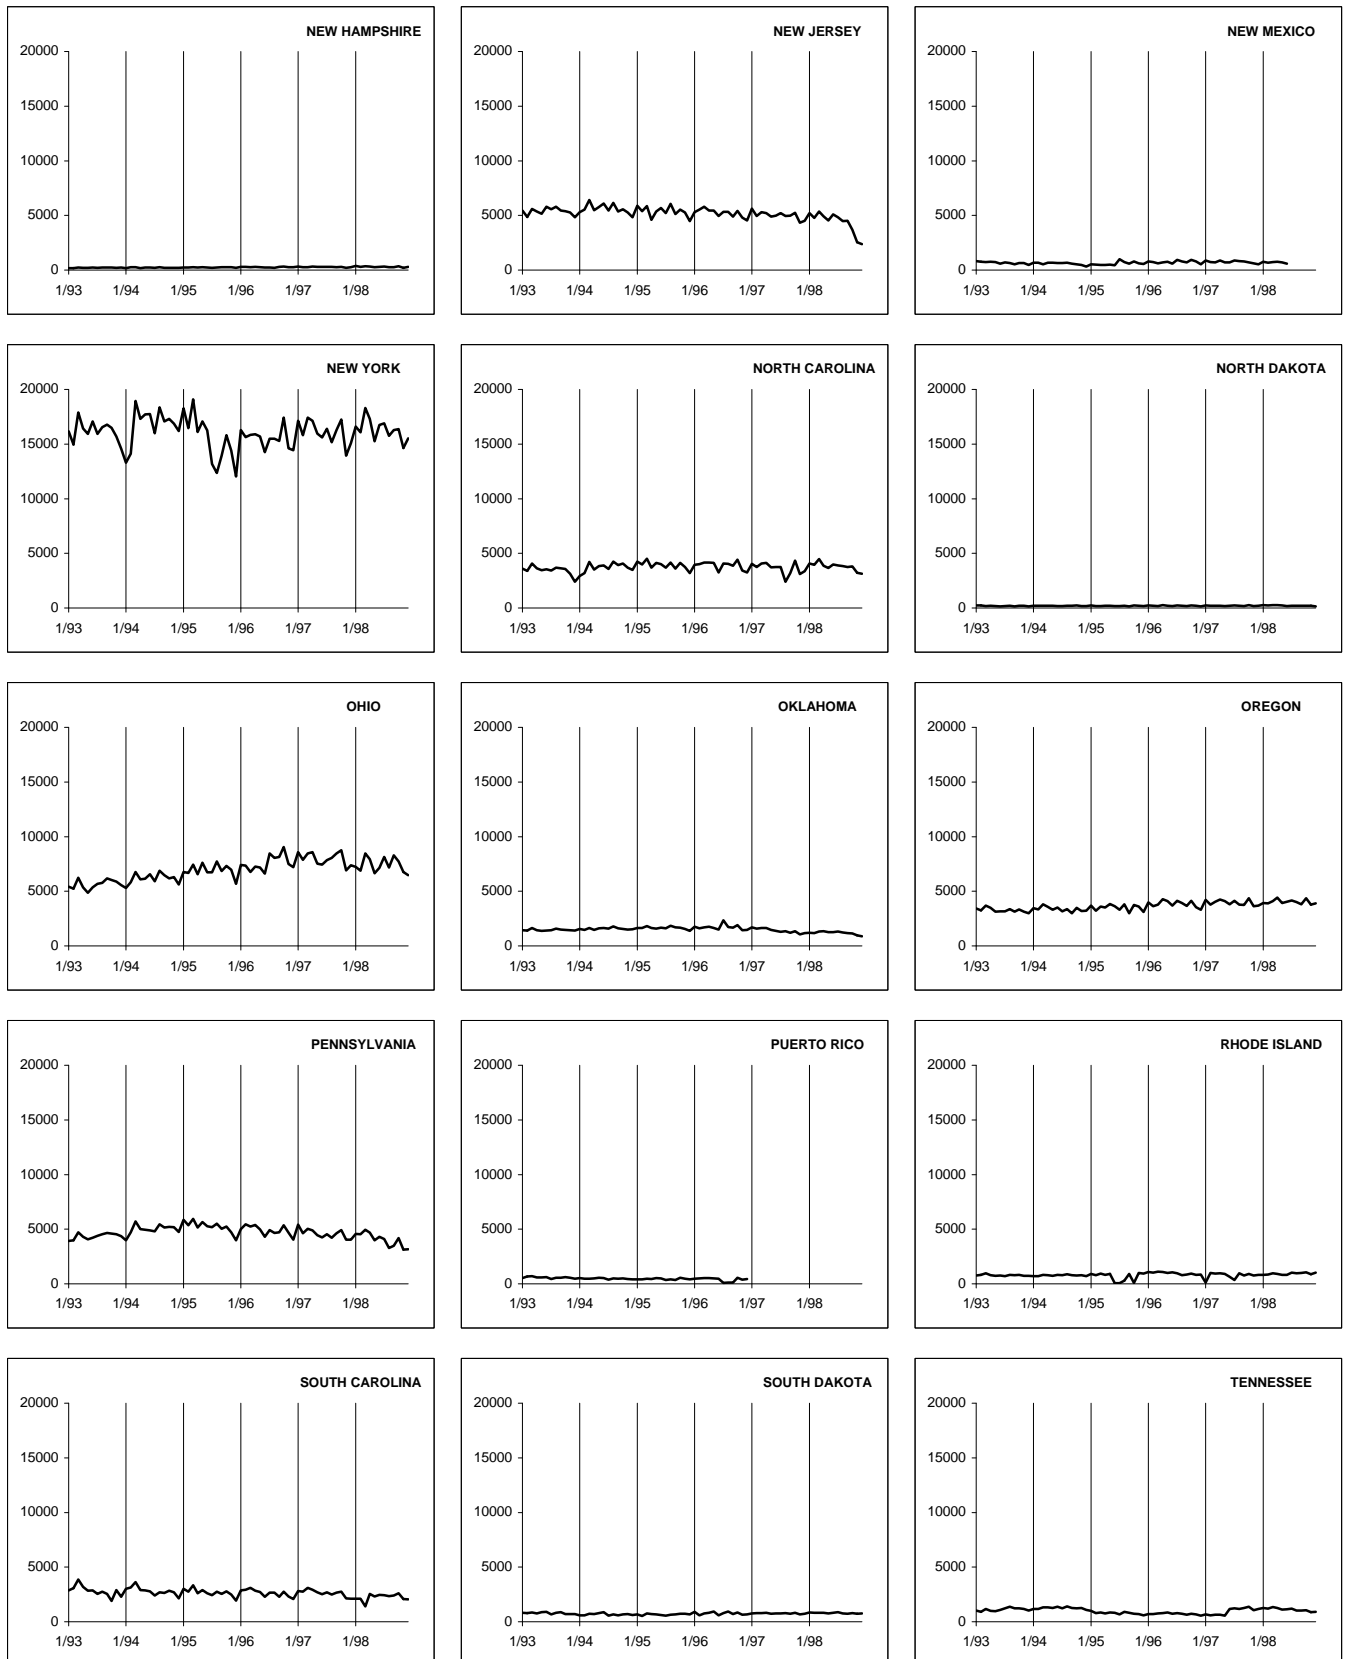 NEW HAMPSHIRE
20000
15000
10000
5000
0
1/93 1/94 1/95 1/96 1/97 1/98
NEW JERSEY
20000
15000
10000
5000
0
1/93 1/94 1/95 1/96 1/97 1/98
NEW MEXICO
20000
15000
10000
5000
0
1/93 1/94 1/95 1/96 1/97 1/98
NEW YORK
20000
15000
10000
5000
0
1/93 1/94 1/95 1/96 1/97 1/98
NORTH CAROLINA
20000
15000
10000
5000
0
1/93 1/94 1/95 1/96 1/97 1/98
NORTH DAKOTA
20000
15000
10000
5000
0
1/93 1/94 1/95 1/96 1/97 1/98
OHIO
20000
15000
10000
5000
0
1/93 1/94 1/95 1/96 1/97 1/98
OKLAHOMA
20000
15000
10000
5000
0
1/93 1/94 1/95 1/96 1/97 1/98
OREGON
20000
15000
10000
5000
0
1/93 1/94 1/95 1/96 1/97 1/98
PENNSYLVANIA
20000
15000
10000
5000
0
1/93 1/94 1/95 1/96 1/97 1/98
PUERTO RICO
20000
15000
10000
5000
0
1/93 1/94 1/95 1/96 1/97 1/98
RHODE ISLAND
20000
15000
10000
5000
0
1/93 1/94 1/95 1/96 1/97 1/98
SOUTH CAROLINA
20000
15000
10000
5000
0
1/93 1/94 1/95 1/96 1/97 1/98
SOUTH DAKOTA
20000
15000
10000
5000
0
1/93 1/94 1/95 1/96 1/97 1/98
TENNESSEE
20000
15000
10000
5000
0
1/93 1/94 1/95 1/96 1/97 1/98